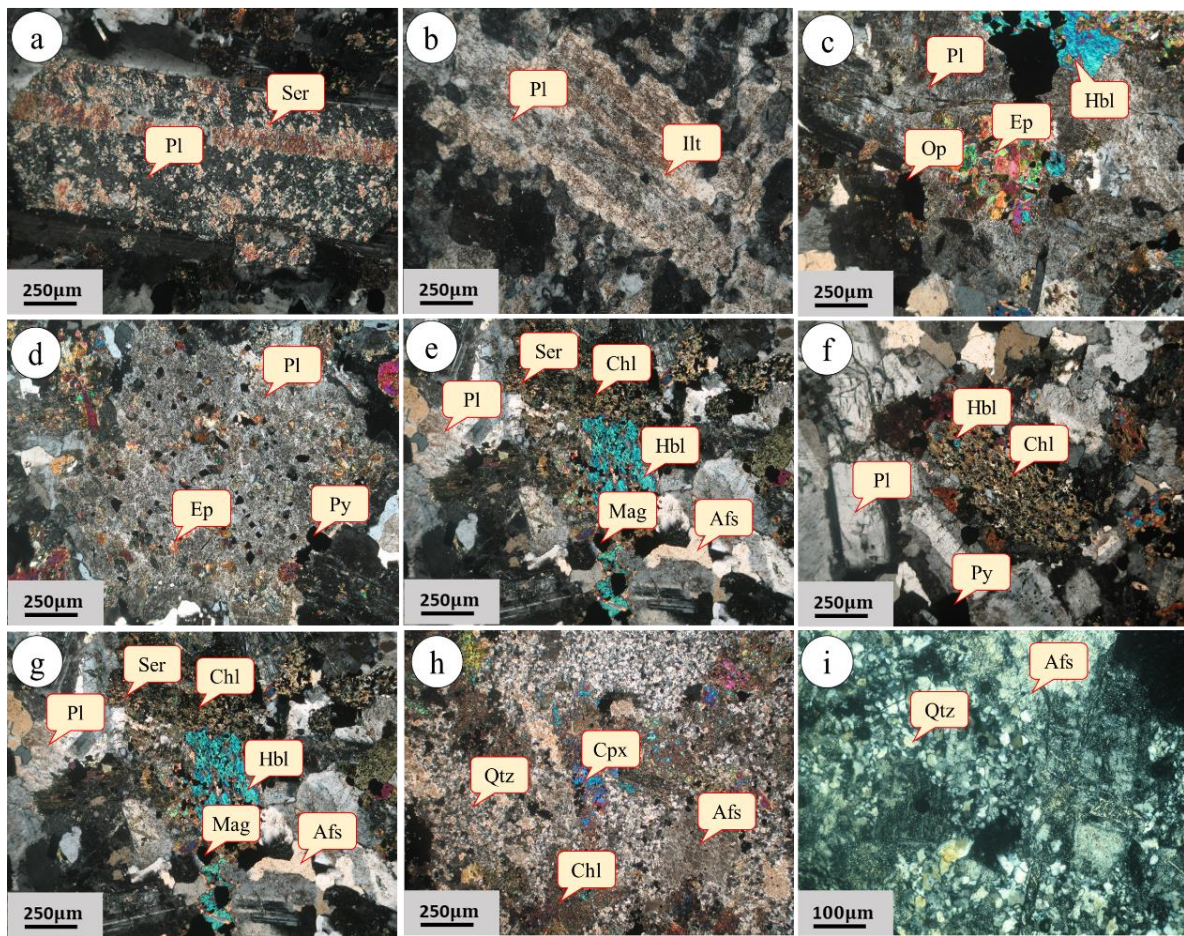 a
Ser
Pl
250µm
b
Pl
Ilt
250µm
c
Pl
Hbl
Ep
Op
250µm
d
Pl
Ep
Py
250µm
e
Ser
Chl
Pl
Hbl
Mag
Afs
250µm
f
Hbl
Chl
Pl
Py
250µm
g
Ser
Chl
Pl
Hbl
Mag
Afs
250µm
h
Cpx
Qtz
Afs
Chl
250µm
i
Afs
Qtz
100µm